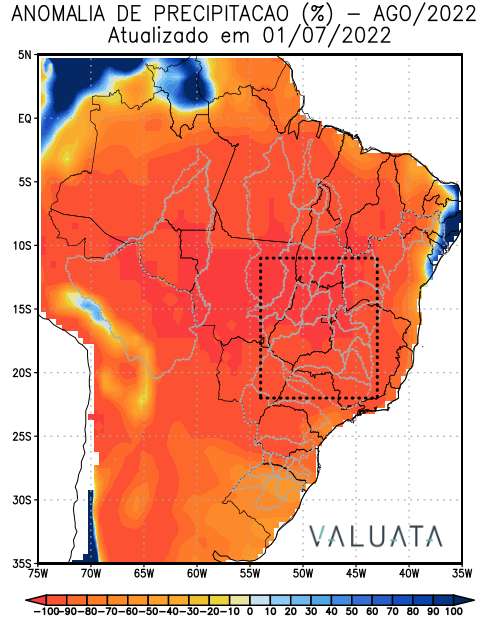 ANOMALIA DE PRECIPITACAO (%) – AGO/2022
Atualizado em 01/07/2022
5N
EQ
5S
10S
15S
20S
25S
30S
35S
VALUATA
75W 70W 65W 60W 55W 50W 45W 40W 35W
-100 -90 -80 -70 -60 -50 -40 -30 -20 -10 0 10 20 30 40 50 60 70 80 90 100